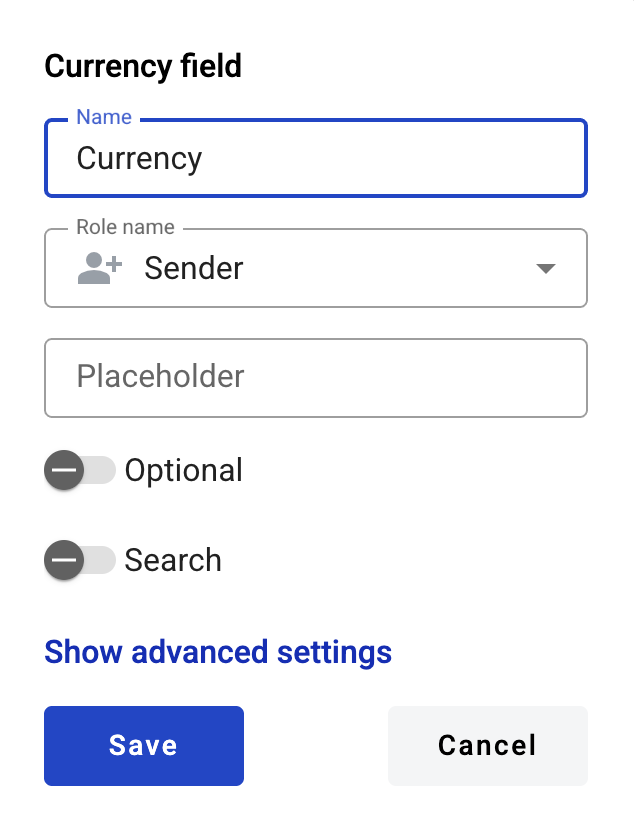 Currency field
Name
Currency
Role name
Sender
Placeholder
Optional
Search
Show advanced settings
Save
Cancel